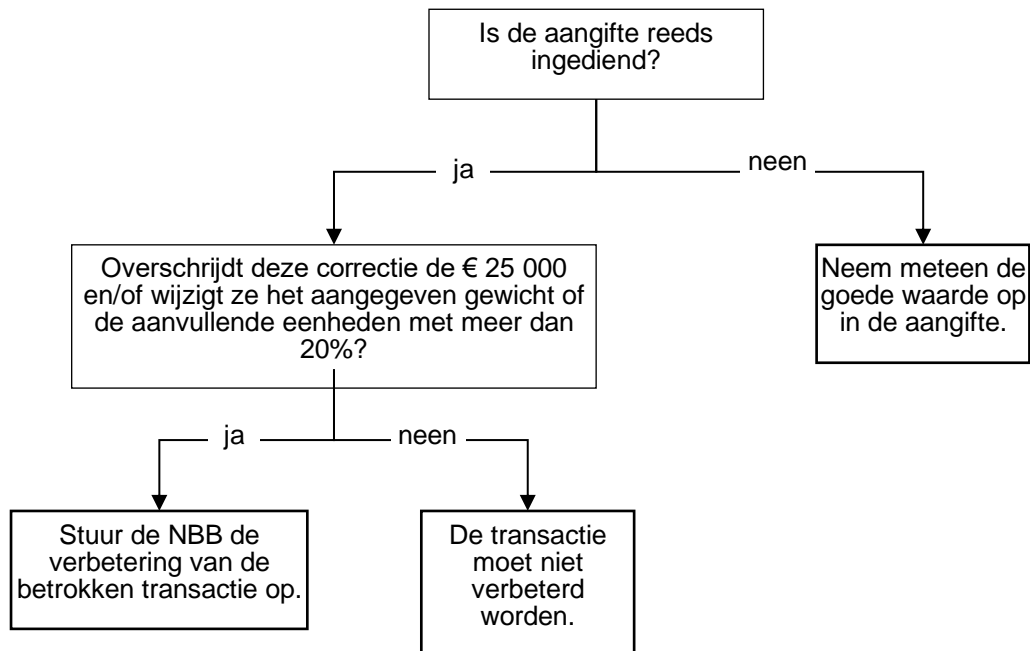 Is de aangifte reeds
ingediend?
ja
neen
Overschrijdt deze correctie de € 25 000
en/of wijzigt ze het aangegeven gewicht of
de aanvullende eenheden met meer dan
20%?
Neem meteen de
goede waarde op
in de aangifte.
ja
neen
Stuur de NBB de
verbetering van de
betrokken transactie op.
De transactie
moet niet
verbeterd
worden.